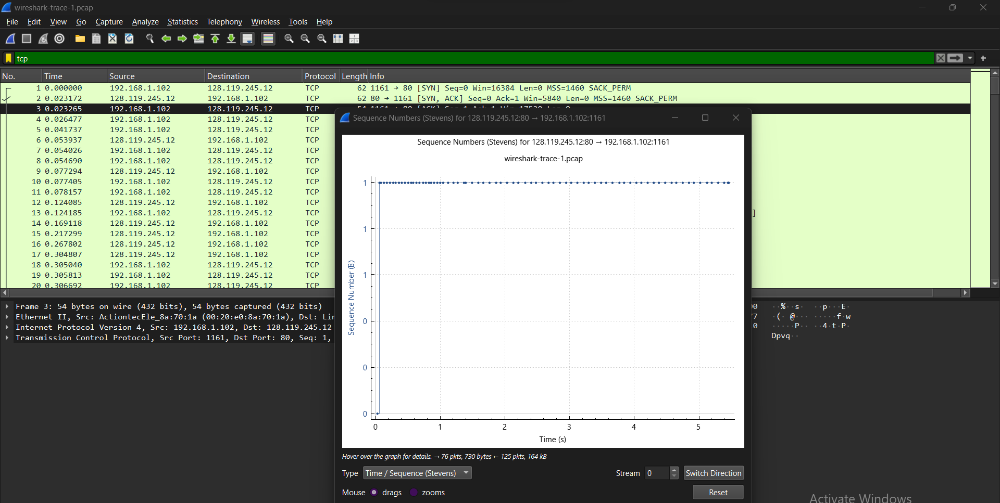 wireshark-trace-1.pcap
File Edit View Go Capture Analyze Statistics Telephony Wireless Tools Help
tcp
No. Time Source Destination Protocol Length Info
1 0.000000 192.168.1.102 128.119.245.12 TCP 62 1161 → 80 [SYN] Seq=0 Win=16384 Len=0 MSS=1460 SACK_PERM
2 0.023172 128.119.245.12 192.168.1.102 TCP 62 80 → 1161 [SYN, ACK] Seq=0 Ack=1 Win=5840 Len=0 MSS=1460 SACK_PERM
3 0.023265 192.168.1.102 128.119.245.12 TCP 54 1161 → 80 [ACK] Seq=1 Ack=1 Win=17520 Len=0
4 0.026477 192.168.1.102 128.119.245.12 TCP
5 0.041737 192.168.1.102 128.119.245.12 TCP
6 0.053937 128.119.245.12 192.168.1.102 TCP
7 0.054026 192.168.1.102 128.119.245.12 TCP
8 0.054690 192.168.1.102 128.119.245.12 TCP
9 0.077294 128.119.245.12 192.168.1.102 TCP
10 0.077405 192.168.1.102 128.119.245.12 TCP
11 0.078157 192.168.1.102 128.119.245.12 TCP
12 0.124085 128.119.245.12 192.168.1.102 TCP
13 0.124185 192.168.1.102 128.119.245.12 TCP ]
14 0.169118 128.119.245.12 192.168.1.102 TCP
15 0.217299 128.119.245.12 192.168.1.102 TCP
16 0.267802 128.119.245.12 192.168.1.102 TCP
17 0.304807 128.119.245.12 192.168.1.102 TCP
18 0.305040 192.168.1.102 128.119.245.12 TCP
19 0.305813 192.168.1.102 128.119.245.12 TCP
20 0.306692 192.168.1.102 128.119.245.12 TCP
Frame 3: 54 bytes on wire (432 bits), 54 bytes captured (432 bits)
Ethernet II, Src: ActiontecEle_8a:70:1a (00:20:e0:8a:70:1a), Dst: Lin
Internet Protocol Version 4, Src: 192.168.1.102, Dst: 128.119.245.12
Transmission Control Protocol, Src Port: 1161, Dst Port: 80, Seq: 1,
··%··s· ··p···E·
·(·@··· ·····f·w
·····P·· ··4·t·P·
Dpvq··
Sequence Numbers (Stevens) for 128.119.245.12:80 → 192.168.1.102:1161
Sequence Numbers (Stevens) for 128.119.245.12:80 → 192.168.1.102:1161
wireshark-trace-1.pcap
Sequence Number (B)
1
1
1
0
0
0
0 1 2 3 4 5
Time (s)
Hover over the graph for details. → 76 pkts, 730 bytes ← 125 pkts, 164 kB
Type Time / Sequence (Stevens) Stream 0 Switch Direction
Mouse drags zooms Reset
Activate Windows